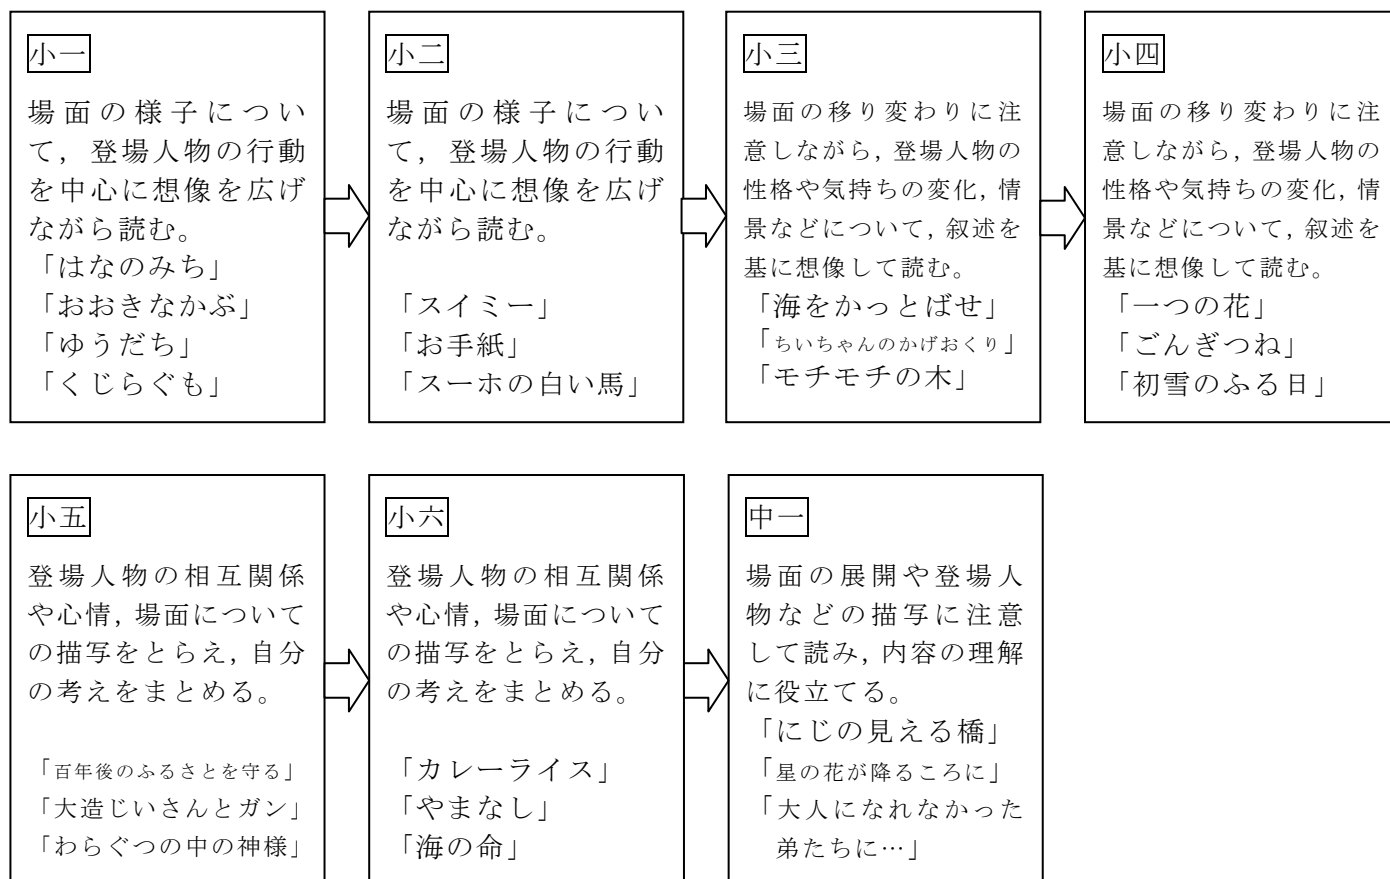 小一
場面の様子につい
て，登場人物の行動
を中心に想像を広げ
ながら読む。
「はなのみち」
「おおきなかぶ」
「ゆうだち」
「くじらぐも」
小二
場面の様子につい
て，登場人物の行動
を中心に想像を広げ
ながら読む。
「スイミー」
「お手紙」
「スーホの白い馬」
小三
場面の移り変わりに注
意しながら，登場人物の
性格や気持ちの変化，情
景などについて，叙述を
基に想像して読む。
「海をかっとばせ」
「ちいちゃんのかげおくり」
「モチモチの木」
小四
場面の移り変わりに注
意しながら，登場人物の
性格や気持ちの変化，情
景などについて，叙述を
基に想像して読む。
「一つの花」
「ごんぎつね」
「初雪のふる日」
小五
登場人物の相互関係
や心情，場面について
の描写をとらえ，自分
の考えをまとめる。
「百年後のふるさとを守る」
「大造じいさんとガン」
「わらぐつの中の神様」
小六
登場人物の相互関係
や心情，場面について
の描写をとらえ，自分
の考えをまとめる。
「カレーライス」
「やまなし」
「海の命」
中一
場面の展開や登場人
物などの描写に注意
して読み，内容の理解
に役立てる。
「にじの見える橋」
「星の花が降るころに」
「大人になれなかった
弟たちに…」